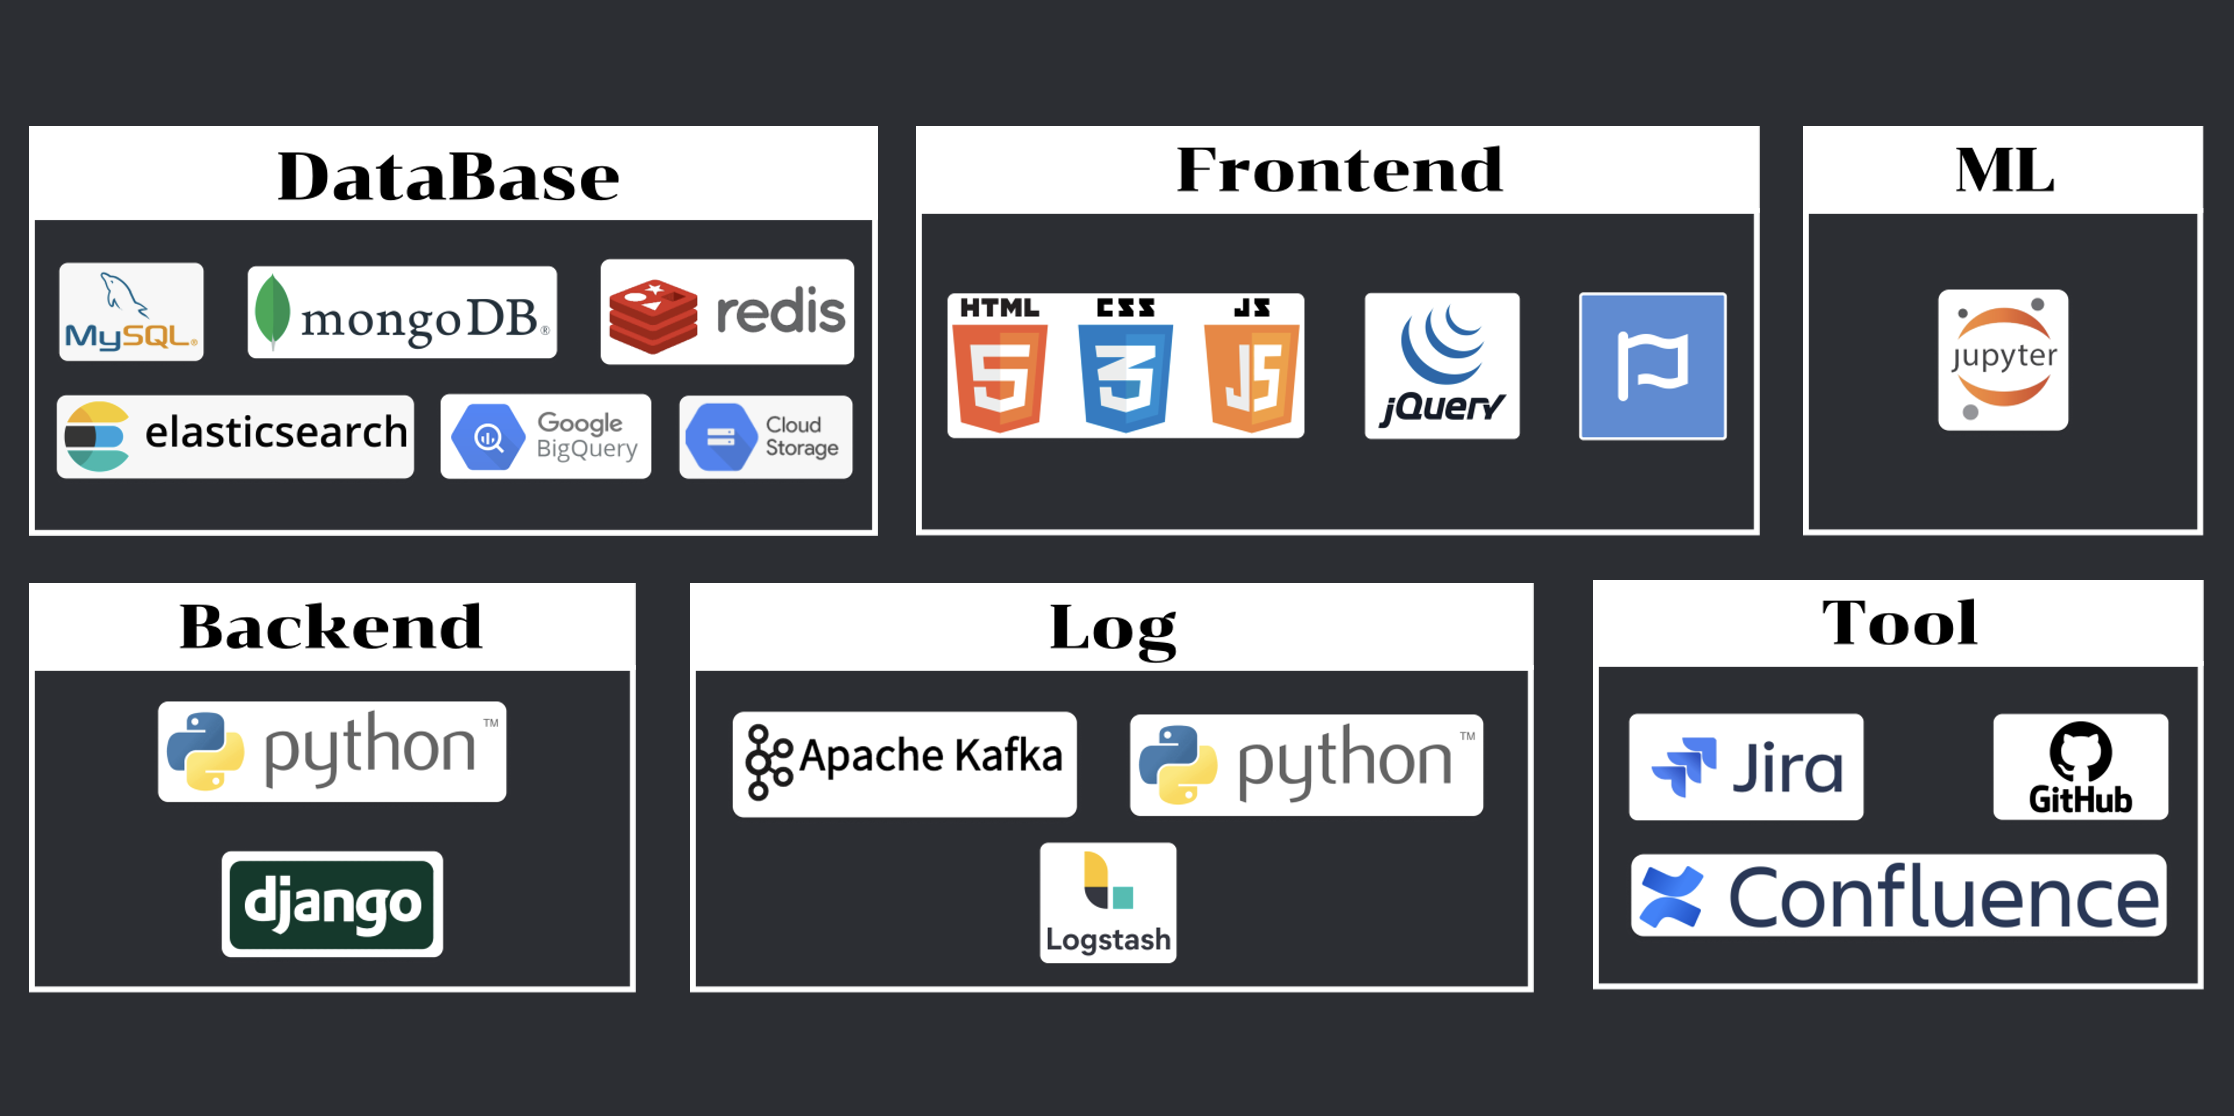 DataBase
MySQL®
mongoDB®
redis
elasticsearch
Google
BigQuery
Cloud
Storage
Frontend
HTML
5
CSS
3
JS
JS
jQuery
ML
jupyter
Backend
python™
django
Log
Apache Kafka
python™
Logstash
Tool
Jira
GitHub
Confluence